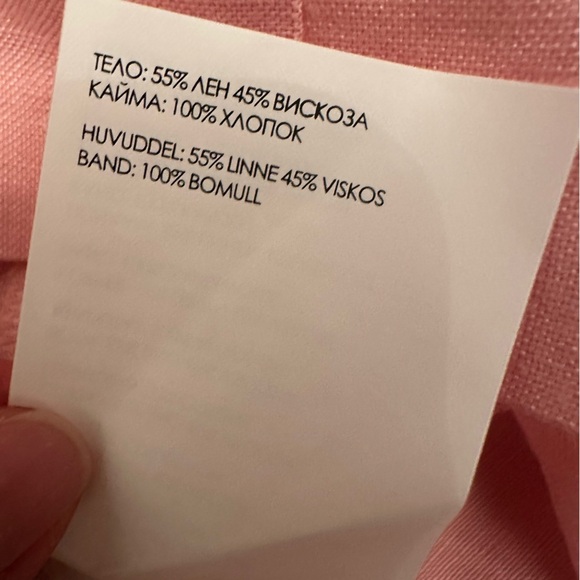 ТЕЛО: 55% ЛЕН 45% ВИСКОЗА
КАЙМА: 100% ХЛОПОК
HUVUDDEL: 55% LINNE 45% VISKOS
BAND: 100% BOMULL